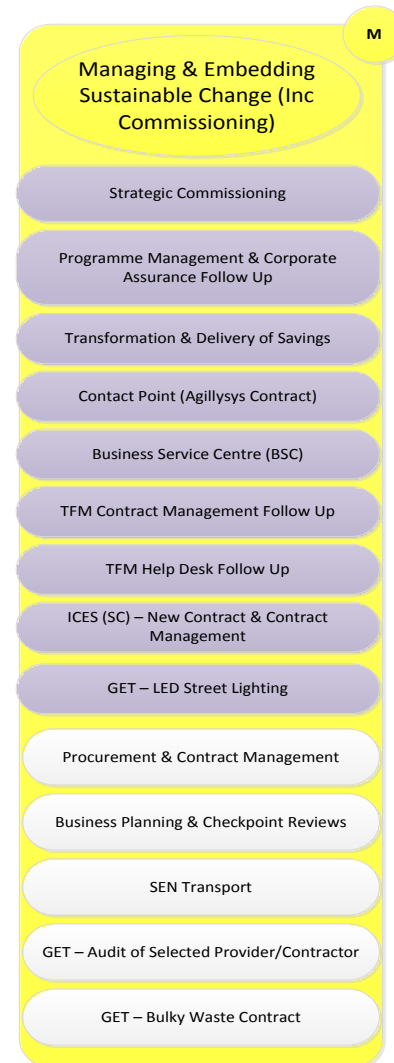 M
Managing & Embedding
Sustainable Change (Inc
Commissioning)
Strategic Commissioning
Programme Management & Corporate
Assurance Follow Up
Transformation & Delivery of Savings
Contact Point (Agillysys Contract)
Business Service Centre (BSC)
TFM Contract Management Follow Up
TFM Help Desk Follow Up
ICES (SC) – New Contract & Contract
Management
GET – LED Street Lighting
Procurement & Contract Management
Business Planning & Checkpoint Reviews
SEN Transport
GET – Audit of Selected Provider/Contractor
GET – Bulky Waste Contract